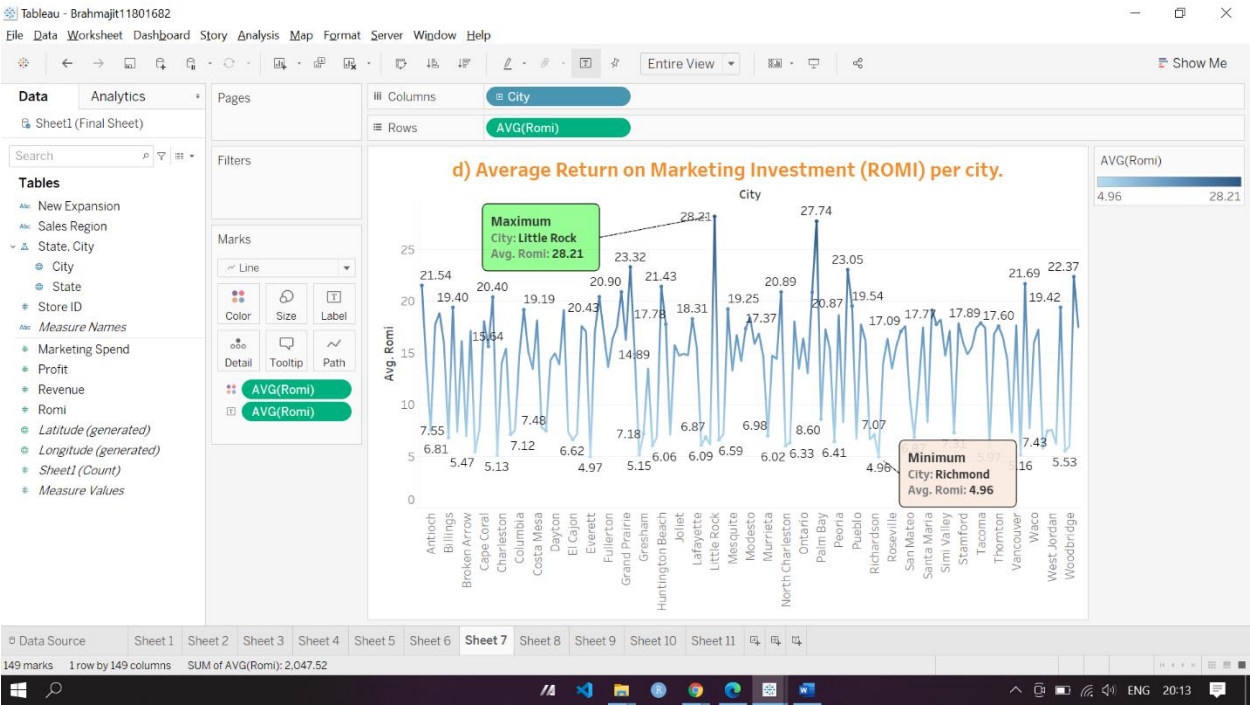 Tableau - Brahmajit11801682
File Data Worksheet Dashboard Story Analysis Map Format Server Window Help
Entire View
Show Me
Data Analytics
Pages
Columns City
Sheet1 (Final Sheet)
Rows AVG(Romi)
Search
Filters
Tables
Abc New Expansion
Abc Sales Region
State, City
City
State
Store ID
Abc Measure Names
Marketing Spend
Profit
Revenue
Romi
Latitude (generated)
Longitude (generated)
Sheet1 (Count)
Measure Values
Marks
Line
Color Size Label
Detail Tooltip Path
AVG(Romi)
AVG(Romi)
d) Average Return on Marketing Investment (ROMI) per city.
City
AVG(Romi)
4.96 28.21
Maximum
City: Little Rock
Avg. Romi: 28.21
28.21 27.74
25 23.32 23.05
21.54 20.90 21.43 20.89 21.69 22.37
19.40 20.40 19.19 20.43 17.78 18.31 19.25 17.37 20.87 19.54 17.09 17.77 17.89 17.60 19.42
20
15.64 14.89
15
Avg. Romi
10
7.55 7.48 7.18 6.87 6.98 8.60 7.07 7.43
6.81 7.12 6.62 6.06 6.09 6.59 6.02 6.33 6.41
5 5.47 5.13 4.97 5.15 4.96 5.53
0
Minimum
City: Richmond
Avg. Romi: 4.96
Antioch
Billings
Broken Arrow
Cape Coral
Charleston
Columbia
Costa Mesa
Dayton
El Cajon
Everett
Fullerton
Grand Prairie
Gresham
Huntington Beach
Joliet
Lafayette
Little Rock
Mesquite
Modesto
Murrieta
North Charleston
Ontario
Palm Bay
Peoria
Pueblo
Richardson
Roseville
San Mateo
Santa Maria
Simi Valley
Stamford
Tacoma
Thornton
Vancouver
Waco
West Jordan
Woodbridge
Data Source Sheet 1 Sheet 2 Sheet 3 Sheet 4 Sheet 5 Sheet 6 Sheet 7 Sheet 8 Sheet 9 Sheet 10 Sheet 11
149 marks 1 row by 149 columns SUM of AVG(Romi): 2,047.52
ENG 20:13